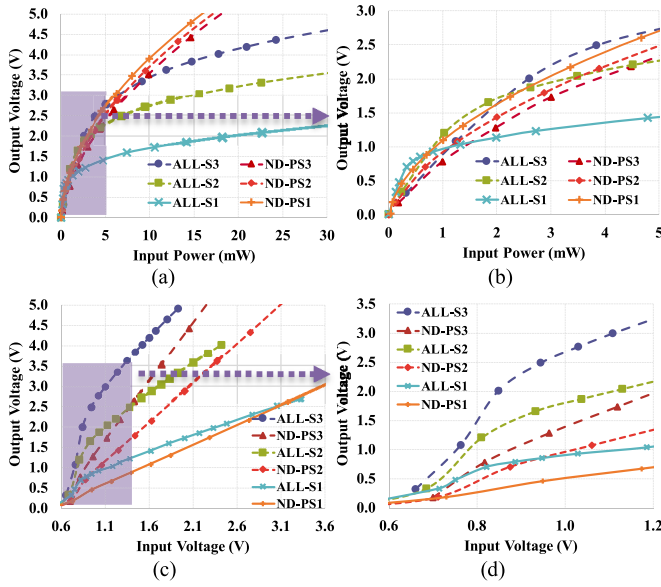 Output Voltage (V)
5.0
4.5
4.0
3.5
3.0
2.5
2.0
1.5
1.0
0.5
0.0
ALL-S3
ND-PS3
ALL-S2
ND-PS2
ALL-S1
ND-PS1
0
5
10
15
20
25
30
Input Power (mW)
(a)
Output Voltage (V)
3.0
2.5
2.0
1.5
1.0
0.5
0.0
ALL-S3
ND-PS3
ALL-S2
ND-PS2
ALL-S1
ND-PS1
0
1
2
3
4
5
Input Power (mW)
(b)
Output Voltage (V)
5.0
4.5
4.0
3.5
3.0
2.5
2.0
1.5
1.0
0.5
0.0
ALL-S3
ND-PS3
ALL-S2
ND-PS2
ALL-S1
ND-PS1
0.6
1.1
1.6
2.1
2.6
3.1
3.6
Input Voltage (V)
(c)
Output Voltage (V)
3.5
3.0
2.5
2.0
1.5
1.0
0.5
0.0
ALL-S3
ND-PS3
ALL-S2
ND-PS2
ALL-S1
ND-PS1
0.6
0.8
1.0
1.2
Input Voltage (V)
(d)